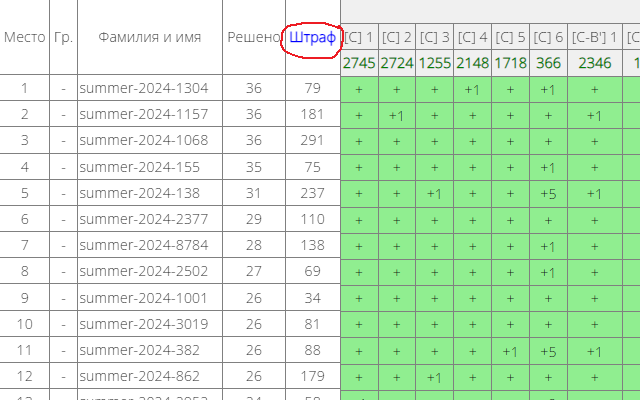 Место Гр. Фамилия и имя Решено Штраф [C] 1 [C] 2 [C] 3 [C] 4 [C] 5 [C] 6 [C-B'] 1
2745 2724 1255 2148 1718 366 2346
1 - summer-2024-1304 36 79 + + + +1 + +1 +
2 - summer-2024-1157 36 181 + +1 + + + + +1
3 - summer-2024-1068 36 291 + + + + + + +
4 - summer-2024-155 35 75 + + + + + +1 +
5 - summer-2024-138 31 237 + + +1 + + +5 +1
6 - summer-2024-2377 29 110 + + + + + + +
7 - summer-2024-8784 28 138 + + + + + +1 +
8 - summer-2024-2502 27 69 + + + + + +1 +
9 - summer-2024-1001 26 34 + + + + + + +
10 - summer-2024-3019 26 81 + + + + + + +
11 - summer-2024-382 26 88 + + + + +1 +5 +1
12 - summer-2024-862 26 179 + + +1 + + + +